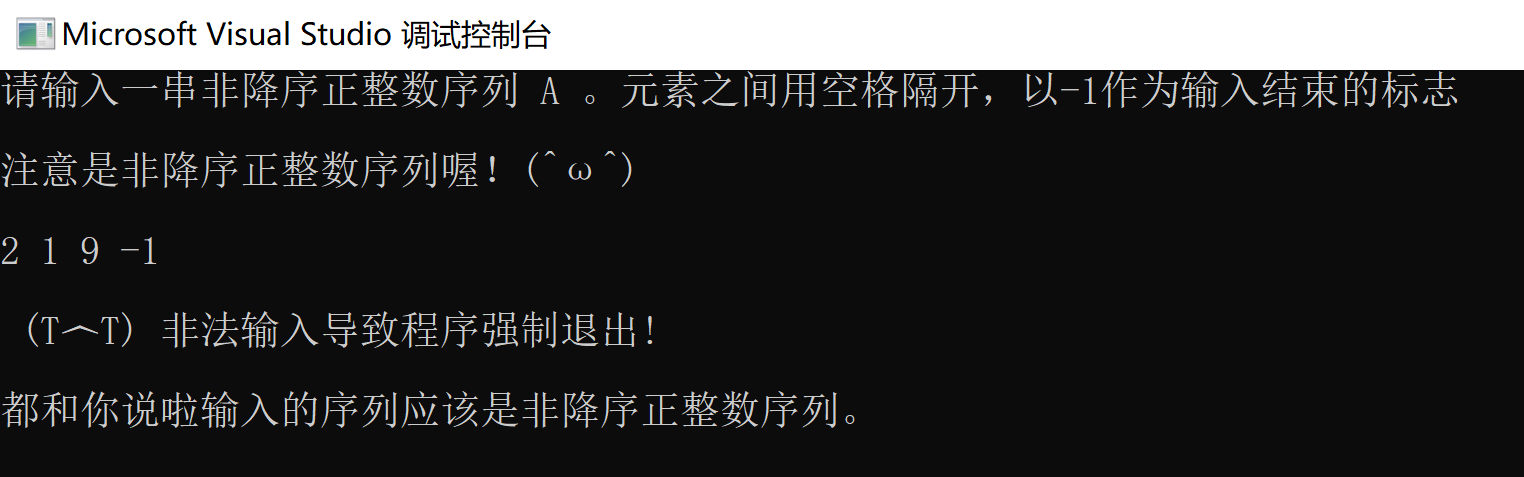 Microsoft Visual Studio 调试控制台
请输入一串非降序正整数序列 A 。元素之间用空格隔开，以-1作为输入结束的标志
注意是非降序正整数序列喔！(^ω^)
2 1 9 -1
(T︿T) 非法输入导致程序强制退出!
都和你说啦输入的序列应该是非降序正整数序列。